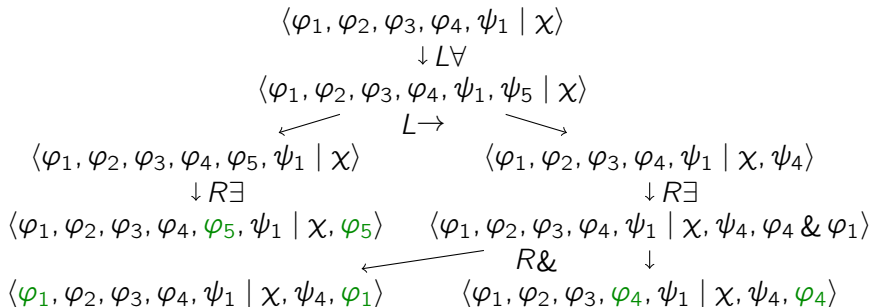 ⟨φ₁, φ₂, φ₃, φ₄, ψ₁ | χ⟩
↓ L∀
⟨φ₁, φ₂, φ₃, φ₄, ψ₁, ψ₅ | χ⟩
L→
⟨φ₁, φ₂, φ₃, φ₄, φ₅, ψ₁ | χ⟩ ⟨φ₁, φ₂, φ₃, φ₄, ψ₁ | χ, ψ₄⟩
↓ R∃ ↓ R∃
⟨φ₁, φ₂, φ₃, φ₄, φ₅, ψ₁ | χ, φ₅⟩ ⟨φ₁, φ₂, φ₃, φ₄, ψ₁ | χ, ψ₄, φ₄ & φ₁⟩
R& ↓
⟨φ₁, φ₂, φ₃, φ₄, ψ₁ | χ, ψ₄, φ₁⟩ ⟨φ₁, φ₂, φ₃, φ₄, ψ₁ | χ, ψ₄, φ₄⟩